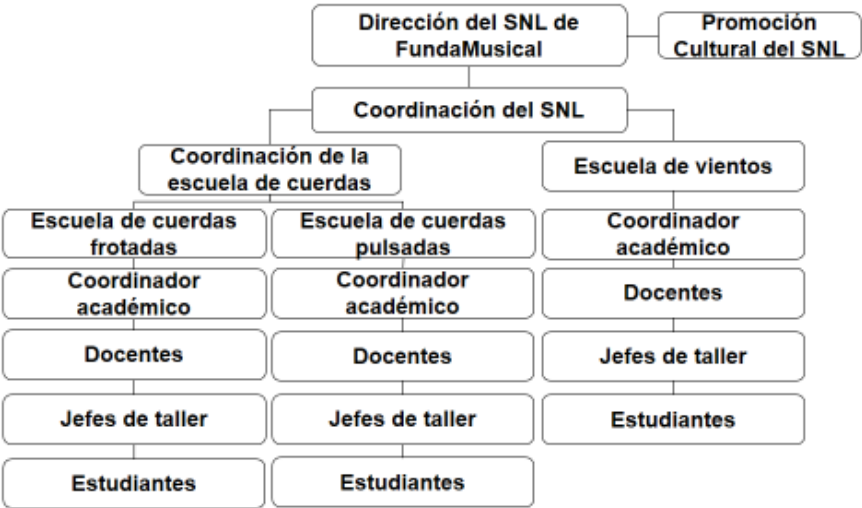 Dirección del SNL de
FundaMusical
Promoción
Cultural del SNL
Coordinación del SNL
Coordinación de la
escuela de cuerdas
Escuela de vientos
Escuela de cuerdas
frotadas
Escuela de cuerdas
pulsadas
Coordinador
académico
Coordinador
académico
Coordinador
académico
Docentes
Docentes
Docentes
Jefes de taller
Jefes de taller
Jefes de taller
Estudiantes
Estudiantes
Estudiantes